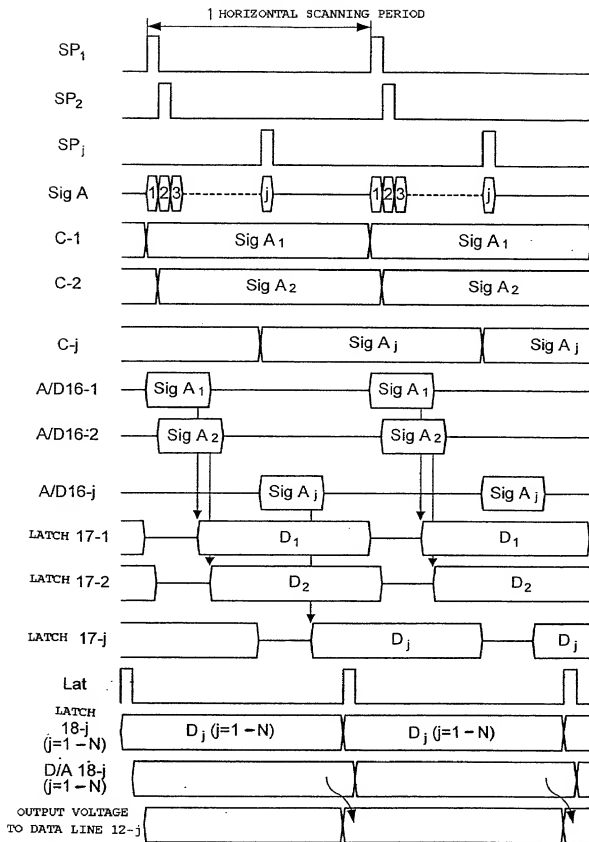 1 HORIZONTAL SCANNING PERIOD
SP1
SP2
SPj
Sig A 1 2 3 j 1 2 3 j
C-1 Sig A1 Sig A1
C-2 Sig A2 Sig A2
C-j Sig Aj Sig Aj
A/D16-1 Sig A1 Sig A1
A/D16-2 Sig A2 Sig A2
A/D16-j Sig Aj Sig Aj
LATCH 17-1 D1 D1
LATCH 17-2 D2 D2
LATCH 17-j Dj Dj
Lat
LATCH
18-j
(j=1-N) Dj (j=1-N) Dj (j=1-N)
D/A 18-j
(j=1-N)
OUTPUT VOLTAGE
TO DATA LINE 12-j